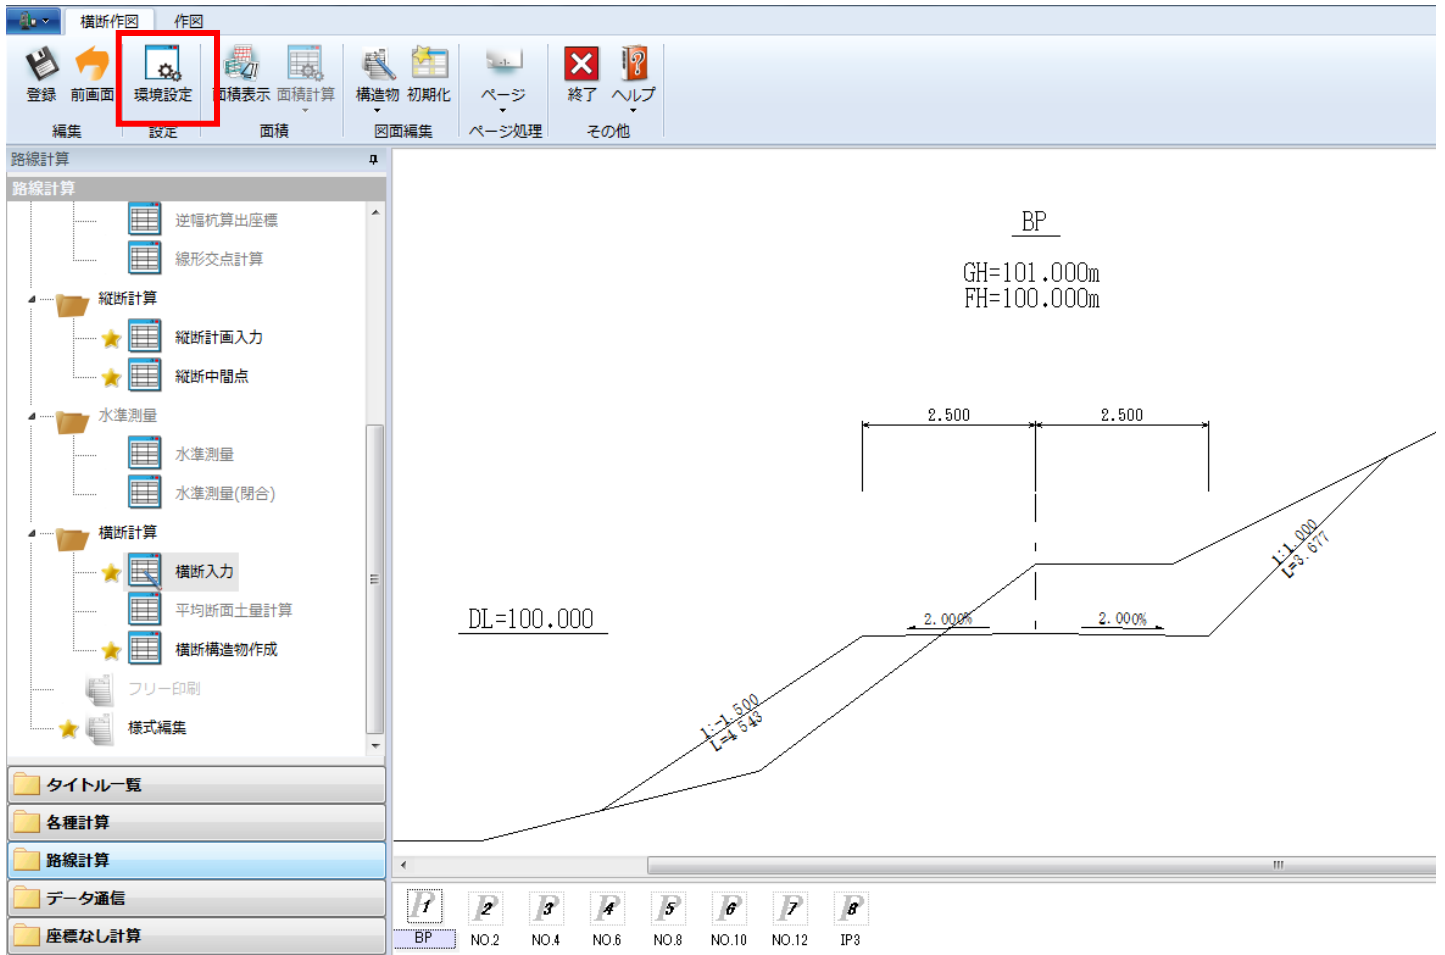 横断作図 作図
登録 前画面 環境設定 面積表示 面積計算 構造物 初期化 ページ 終了 ヘルプ
編集 設定 面積 図面編集 ページ処理 その他
路線計算
路線計算
逆幅杭算出座標
線形交点計算
縦断計算
縦断計画入力
縦断中間点
水準測量
水準測量
水準測量(閉合)
横断計算
横断入力
平均断面土量計算
横断構造物作成
フリー印刷
様式編集
タイトル一覧
各種計算
路線計算
データ通信
座標なし計算
BP
GH=101.000m
FH=100.000m
2.500 2.500
1:1.000
L=3.677
DL=100.000
2.000% 2.000%
1:-1.500
L=4.543
P1 P2 P3 P4 P5 P6 P7 P8
BP NO.2 NO.4 NO.6 NO.8 NO.10 NO.12 IP3